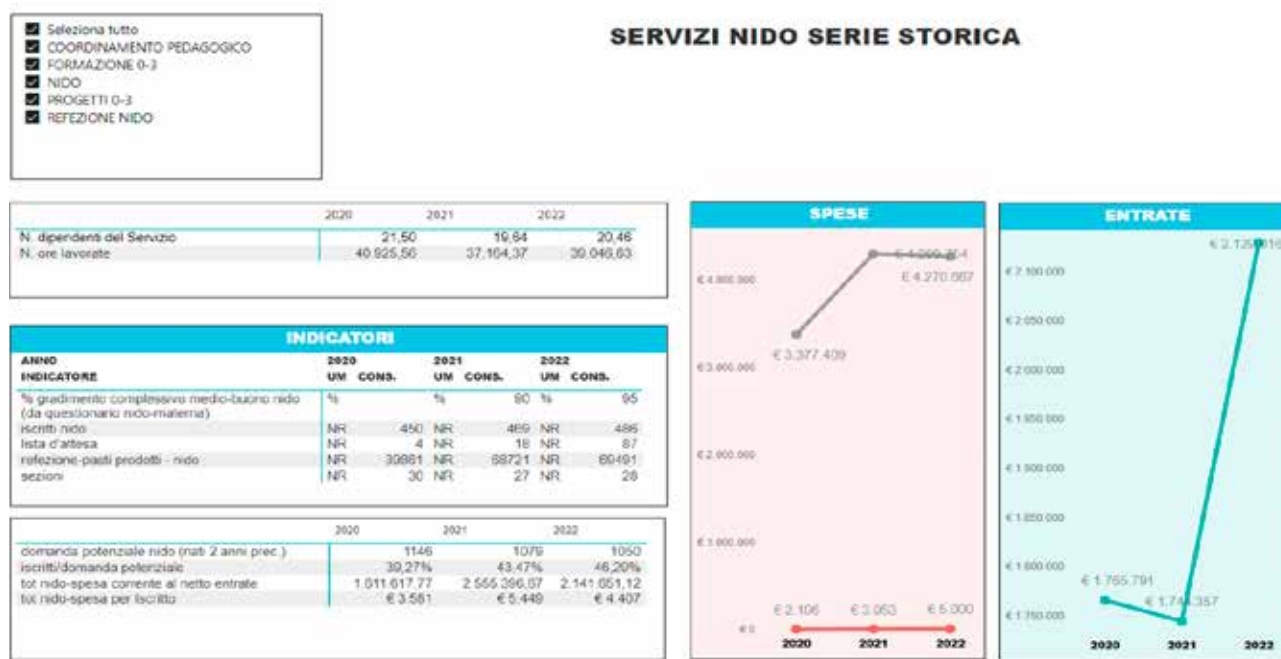 Seleziona tutto
COORDINAMENTO PEDAGOGICO
FORMAZIONE 0-3
NIDO
PROGETTI 0-3
REFEZIONE NIDO
SERVIZI NIDO SERIE STORICA
2020 2021 2022
N. dipendenti del Servizio 21,50 19,64 20,46
N. ore lavorate 40.925,56 37.164,37 39.046,63
INDICATORI
ANNO 2020 2021 2022
INDICATORE UM CONS. UM CONS. UM CONS.
% gradimento complessivo medio-buono nido % % 90 % 95
(da questionario nido-materna)
iscritti nido NR 450 NR 469 NR 486
lista d'attesa NR 4 NR 18 NR 87
refezione-pasti prodotti - nido NR NR 68721 NR 69491
sezioni NR 30 NR 27 NR 28
2020 2021 2022
domanda potenziale nido (nati 2 anni prec.) 1146 1079 1050
iscritti/domanda potenziale 39,27% 43,47% 46,29%
tot nido-spesa corrente al netto entrate 1.611.617,77 2.555.396,67 2.141.651,12
tot nido-spesa per iscritto € 3.581 € 5.449 € 4.407
SPESE
€ 4.000.000
€ 4.270.667
€ 3.377.409
€ 3.000.000
€ 2.000.000
€ 1.000.000
€ 2.106 € 3.053 € 5.000
€ 0
2020 2021 2022
ENTRATE
€ 2.100.000
€ 2.050.000
€ 2.000.000
€ 1.950.000
€ 1.900.000
€ 1.850.000
€ 1.800.000
€ 1.765.791
€ 1.750.000
2020 2021 2022